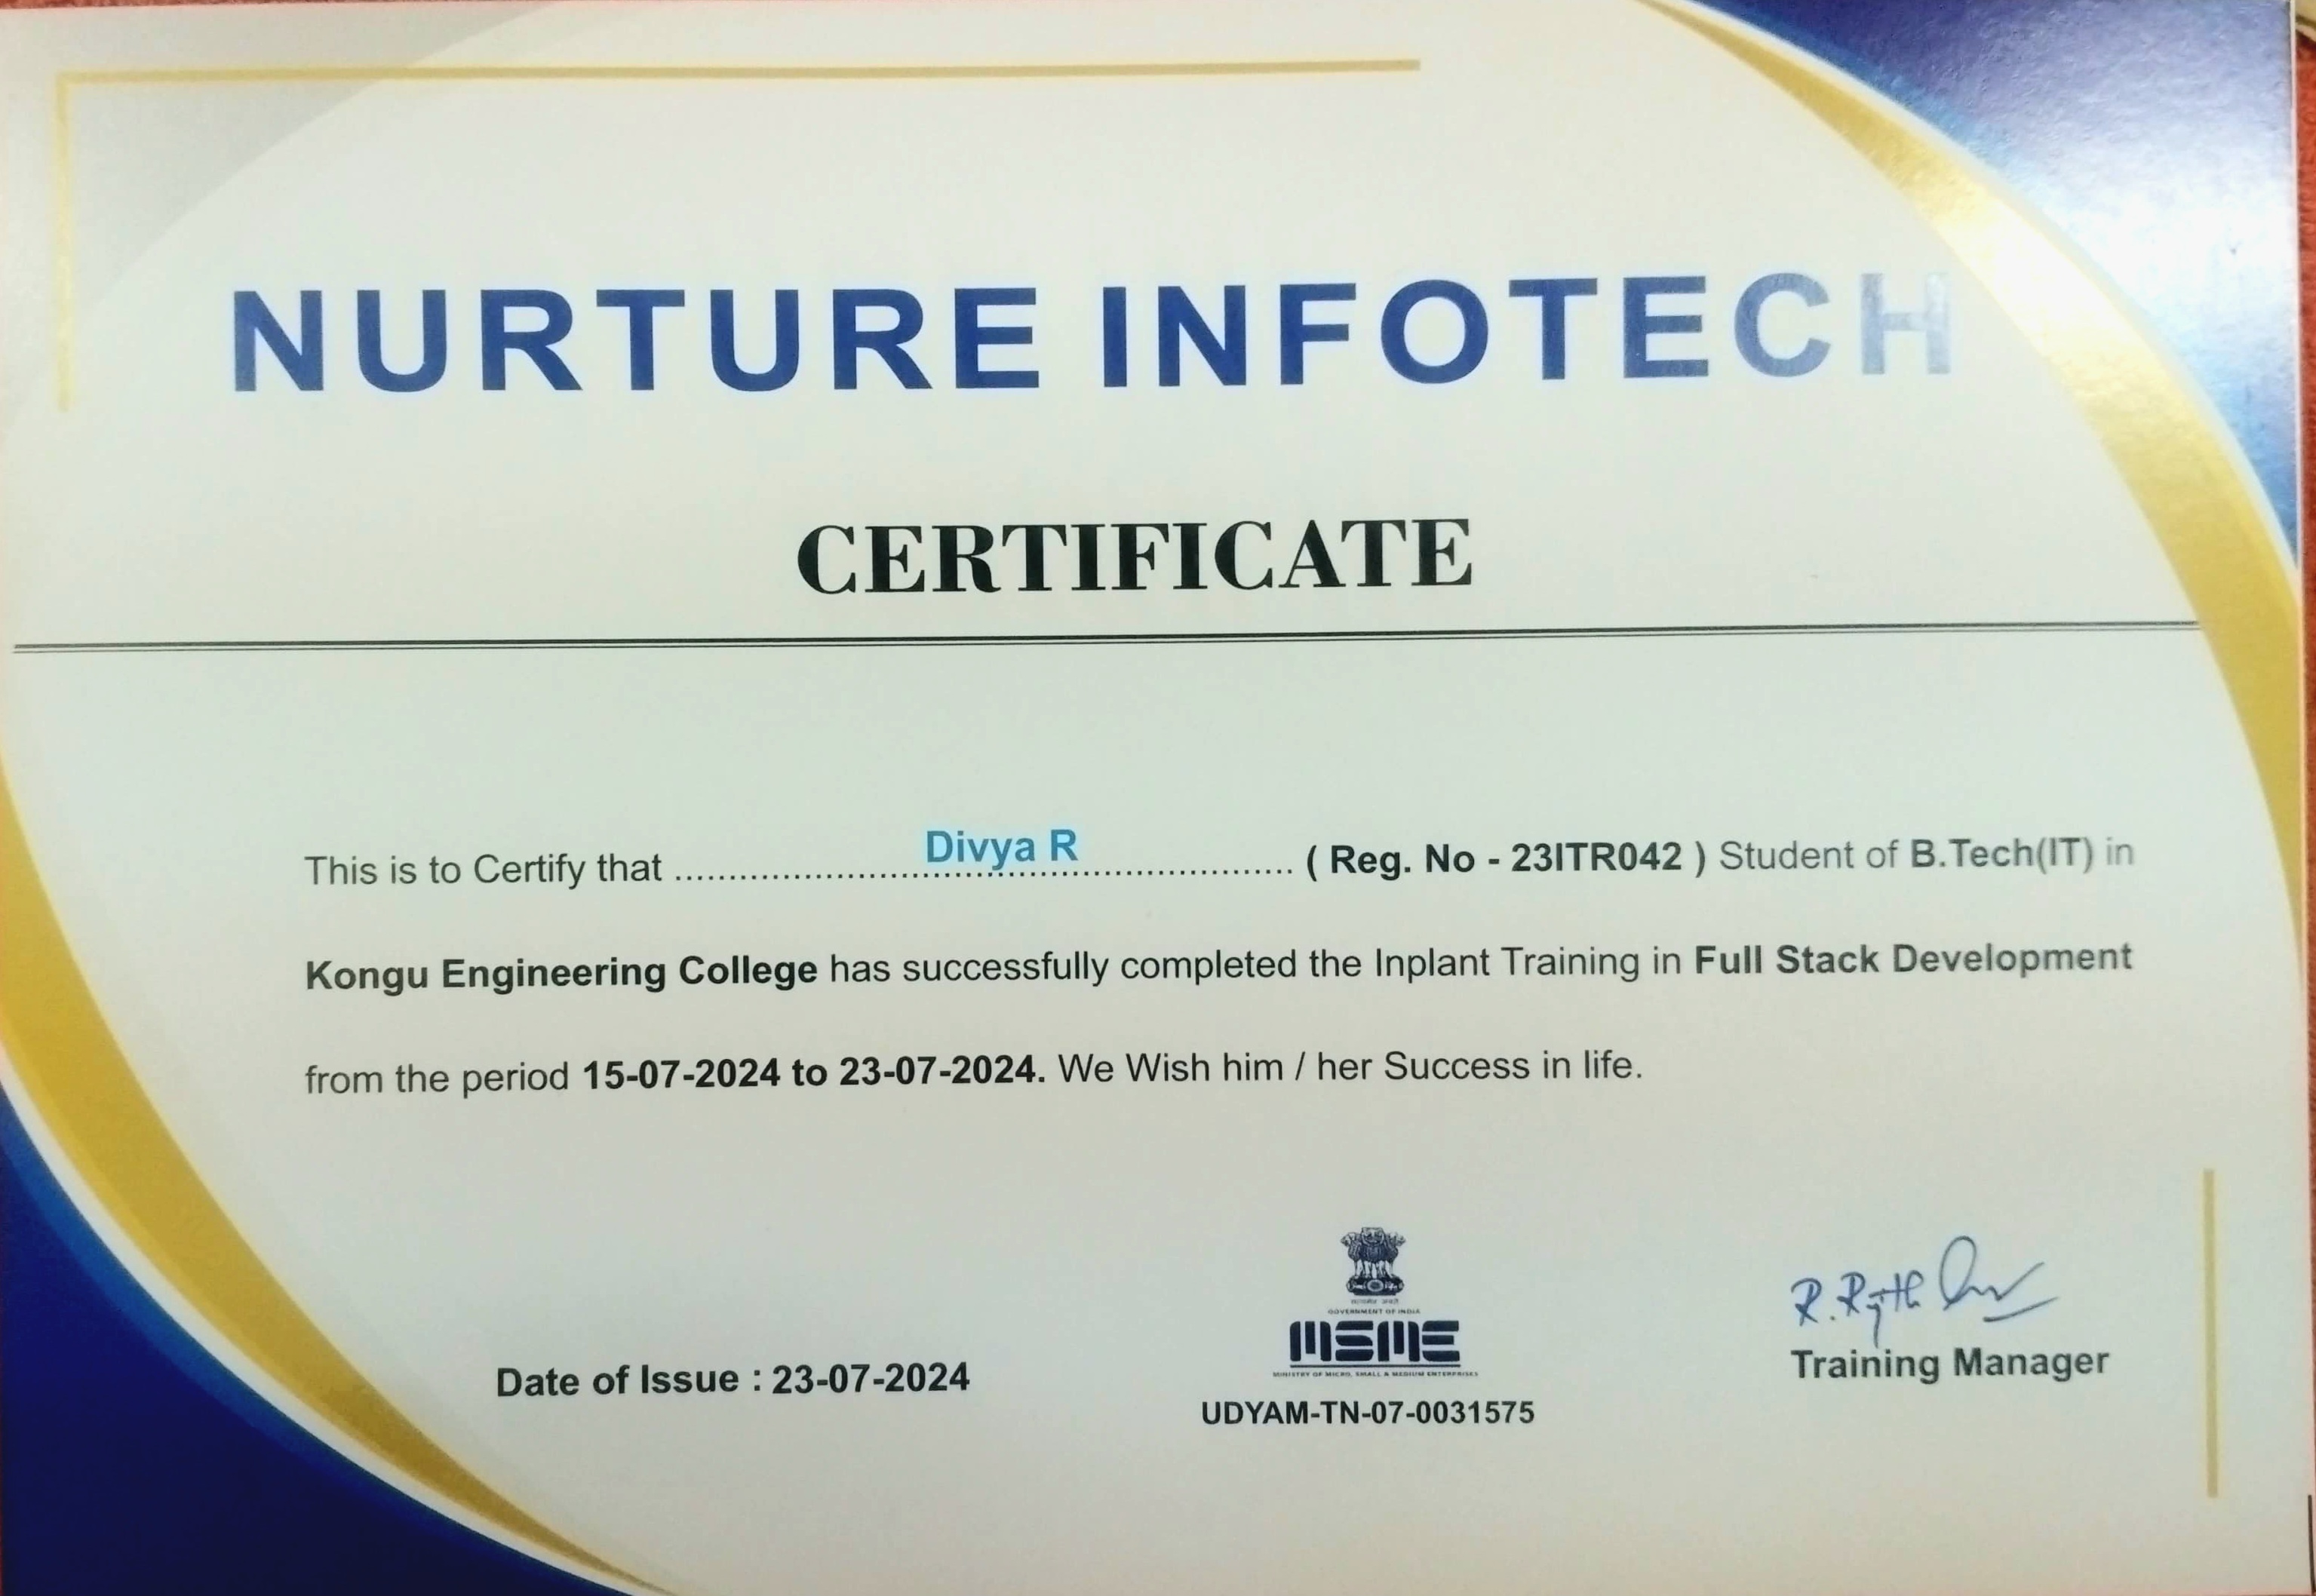 NURTURE INFOTECH
CERTIFICATE
This is to Certify that ........................ Divya R ........................ ( Reg. No - 23ITR042 ) Student of B.Tech(IT) in
Kongu Engineering College has successfully completed the Inplant Training in Full Stack Development
from the period 15-07-2024 to 23-07-2024. We Wish him / her Success in life.
GOVERNMENT OF INDIA
MSME
MINISTRY OF MICRO, SMALL & MEDIUM ENTERPRISES
UDYAM-TN-07-0031575
Date of Issue : 23-07-2024
Training Manager